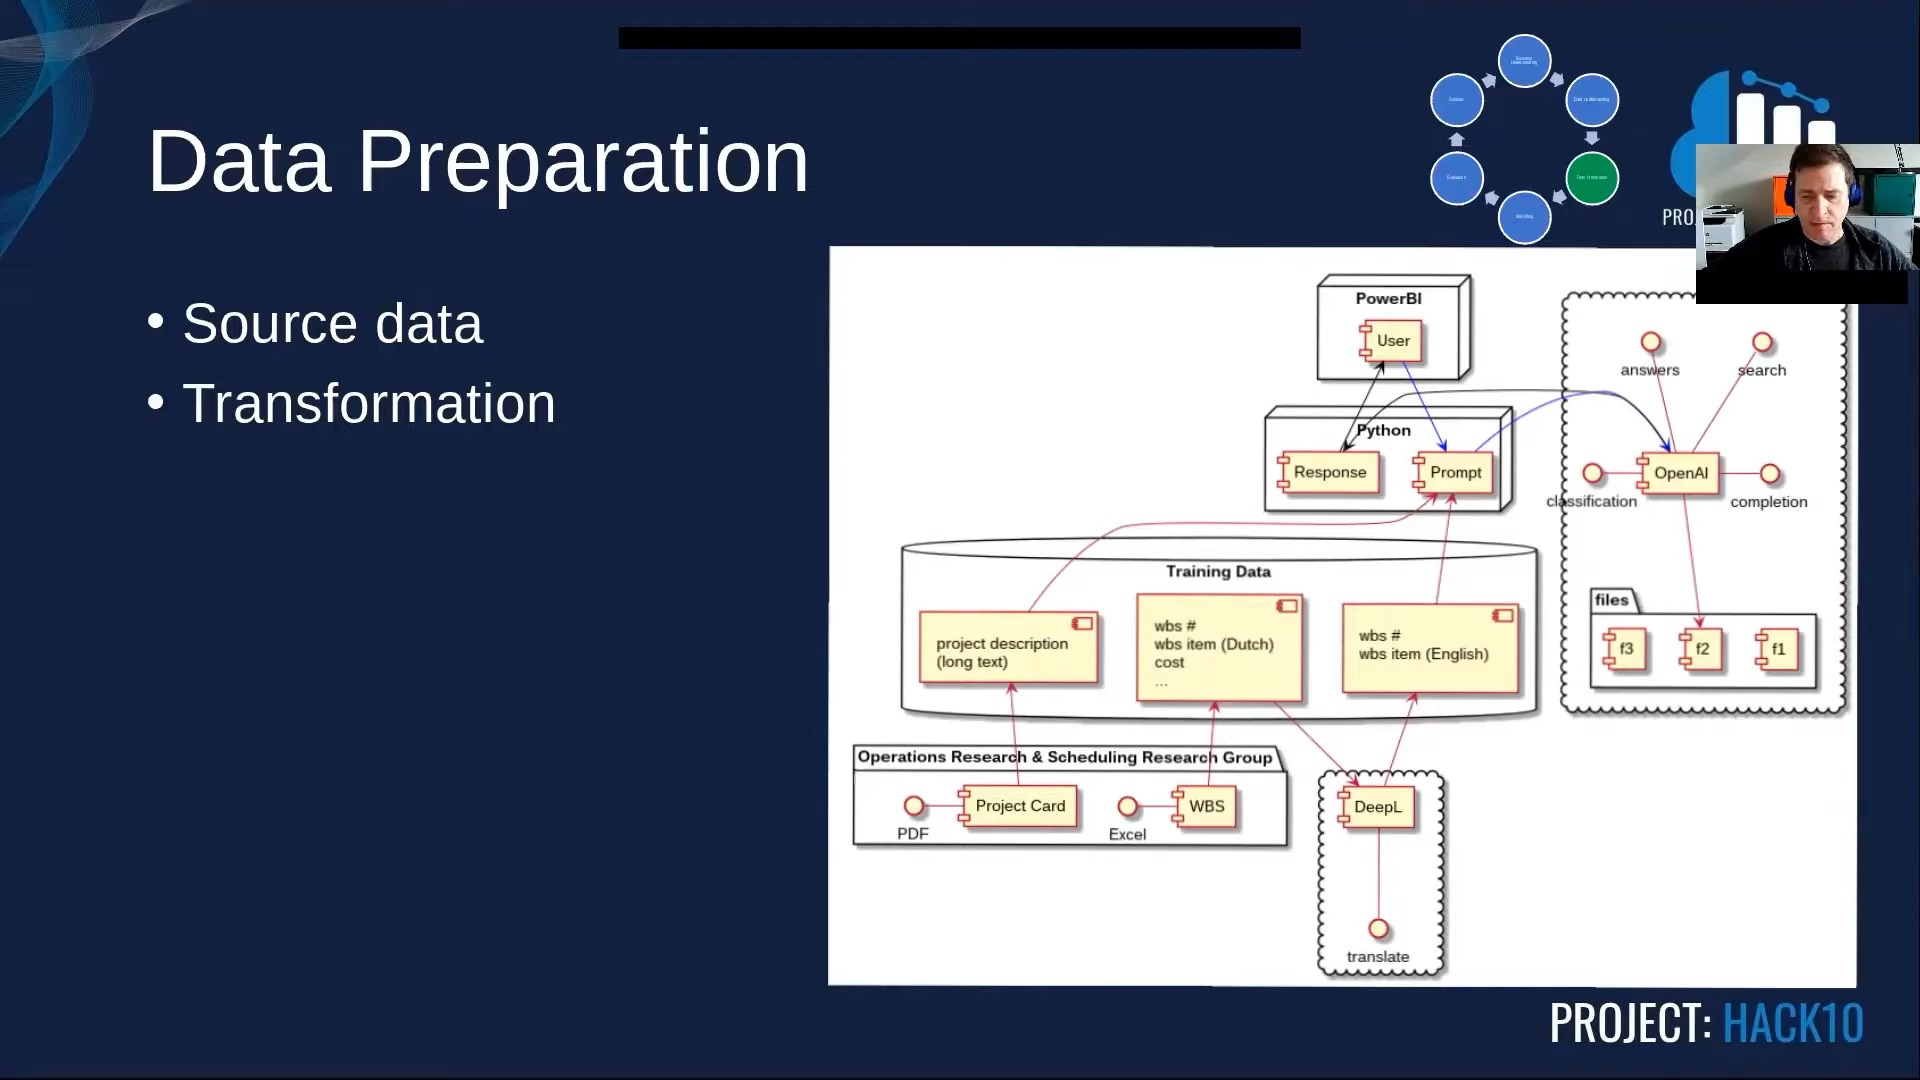 Data Preparation
• Source data
• Transformation
PRO
PowerBI
User
Python
Response
Prompt
answers
search
OpenAI
classification
completion
files
f3
f2
f1
Training Data
project description
(long text)
wbs #
wbs item (Dutch)
cost
...
wbs #
wbs item (English)
Operations Research & Scheduling Research Group
Project Card
PDF
WBS
Excel
DeepL
translate
PROJECT: HACK10